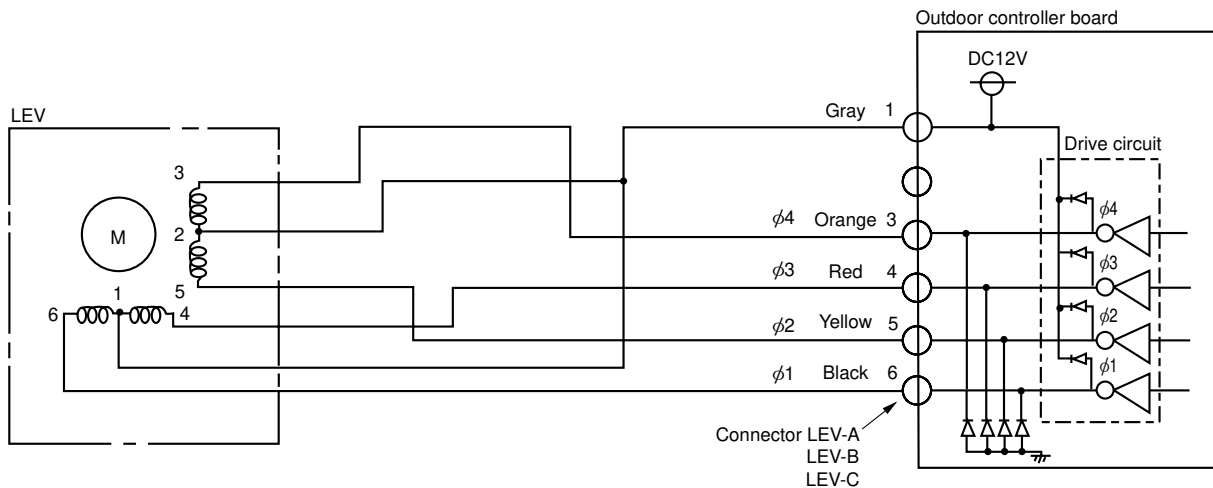 Outdoor controller board
DC12V
LEV
Gray 1
Drive circuit
3
ϕ4 Orange 3
ϕ4
M
2
ϕ3 Red 4
ϕ3
5
6 1 4
ϕ2 Yellow 5
ϕ2
ϕ1 Black 6
ϕ1
Connector LEV-A
LEV-B
LEV-C